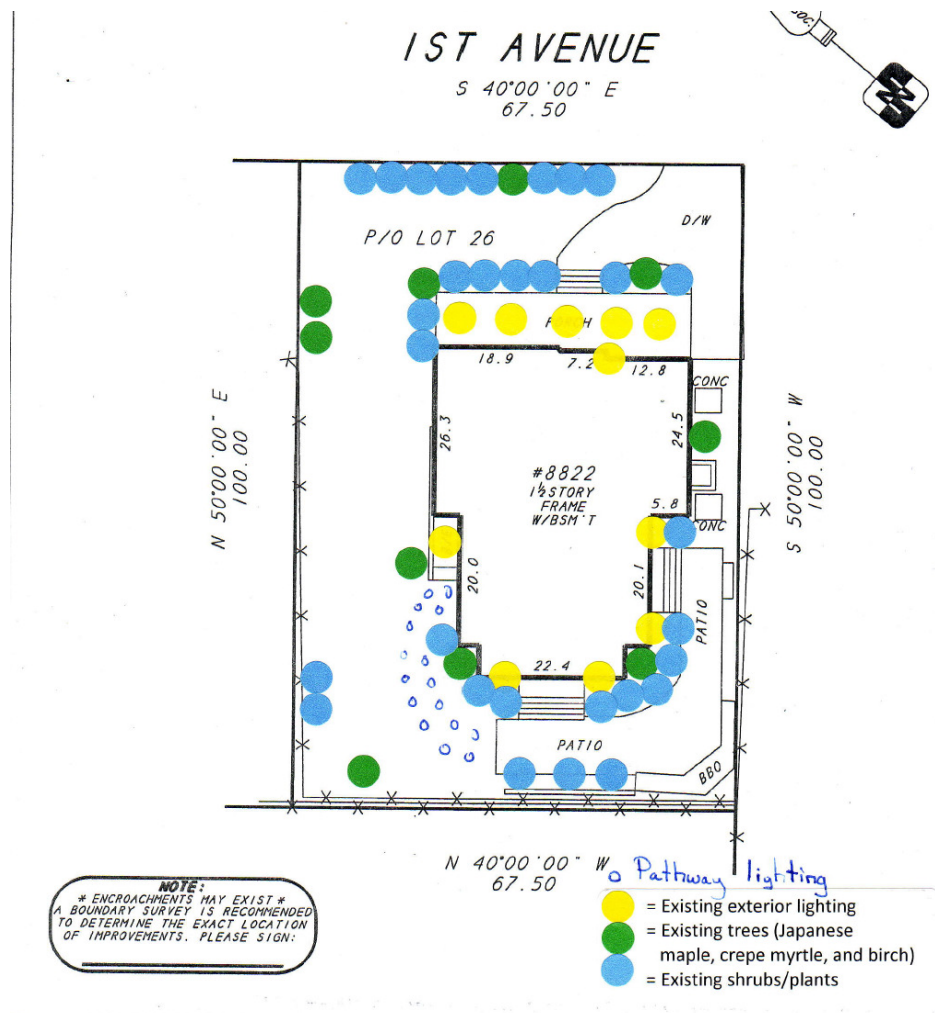 1ST AVENUE
S 40°00'00" E
67.50
OC.
D/W
P/O LOT 26
18.9
7.2
12.8
CONC
N 50°00'00" E
100.00
26.3
24.5
S 50°00'00" W
100.00
#8822
1½ STORY
FRAME
W/BSM'T
5.8
CONC
20.0
20.1
PATIO
22.4
PATIO
BBQ
N 40°00'00" W
67.50
o Pathway lighting
NOTE:
* ENCROACHMENTS MAY EXIST *
A BOUNDARY SURVEY IS RECOMMENDED
TO DETERMINE THE EXACT LOCATION
OF IMPROVEMENTS. PLEASE SIGN:
= Existing exterior lighting
= Existing trees (Japanese
maple, crepe myrtle, and birch)
= Existing shrubs/plants